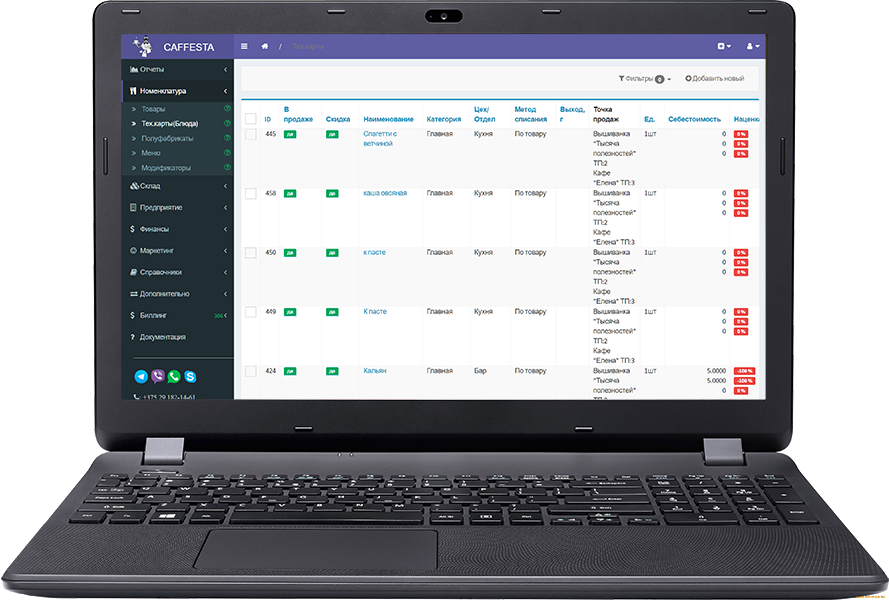 CAFFESTA
/ Тех.карты
Отчеты
Номенклатура
Товары
Тех.карты(Блюда)
Полуфабрикаты
Меню
Модификаторы
Склад
Предприятие
$ Финансы
Маркетинг
Справочники
Дополнительно
$ Биллинг
? Документация
+375 29 182-14-61
Фильтры 0 Добавить новый
ID В продаже Скидка Наименование Категория Цех/Отдел Метод списания Выход, г Точка продаж Ед. Себестоимость Наценка
445 да да Спагетти с ветчиной Главная Кухня По товару Вышиванка 1шт 0 0%
"Тысяча 0 0%
полезностей" 0 0%
ТП:2
Кафе
"Елена" ТП:3
458 да да каша овсяная Главная Кухня По товару Вышиванка 1шт 0 0%
"Тысяча 0 0%
полезностей" 0 0%
ТП:2
Кафе
"Елена" ТП:3
450 да да к пасте Главная Кухня По товару Вышиванка 1шт 0 0%
"Тысяча 0 0%
полезностей" 0 0%
ТП:2
Кафе
"Елена" ТП:3
449 да да К пасте Главная Кухня По товару Вышиванка 1шт 0 0%
"Тысяча 0 0%
полезностей" 0 0%
ТП:2
Кафе
"Елена" ТП:3
424 да да Кальян Главная Бар По товару Вышиванка 1шт 5.0000 -100%
"Тысяча 5.0000 -100%
полезностей" 0 0%